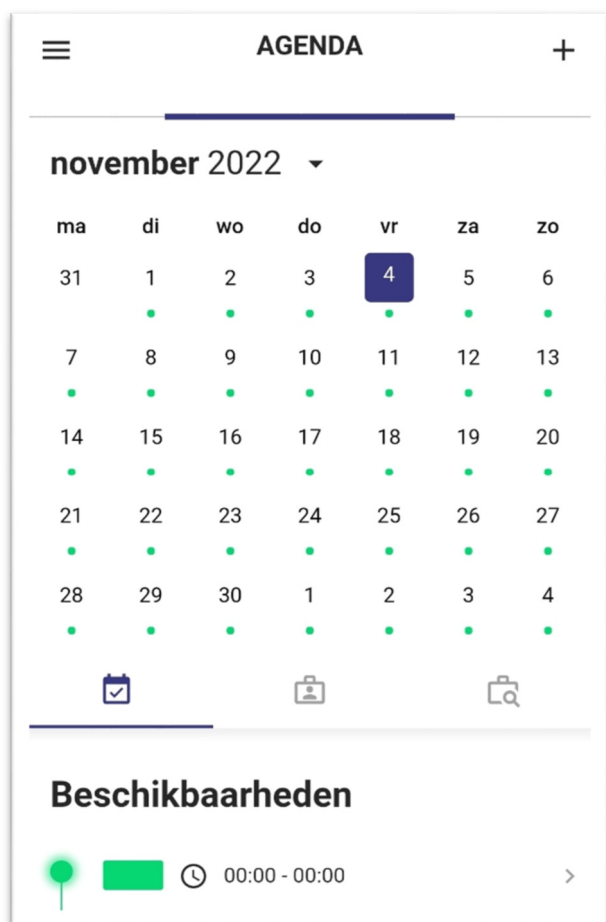 AGENDA
november 2022
ma di wo do vr za zo
31 1 2 3 4 5 6
7 8 9 10 11 12 13
14 15 16 17 18 19 20
21 22 23 24 25 26 27
28 29 30 1 2 3 4
Beschikbaarheden
00:00 - 00:00